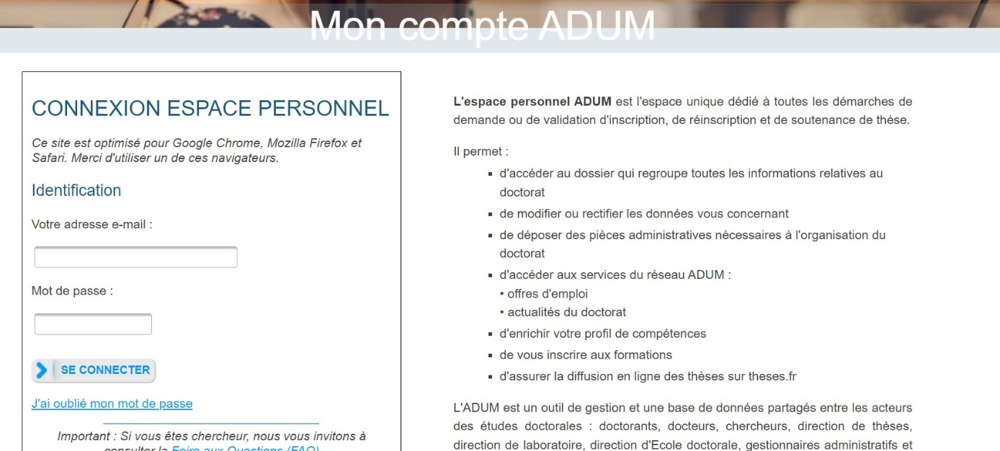 Mon compte ADUM
CONNEXION ESPACE PERSONNEL
Ce site est optimisé pour Google Chrome, Mozilla Firefox et
Safari. Merci d'utiliser un de ces navigateurs.
Identification
Votre adresse e-mail :
Mot de passe :
SE CONNECTER
J'ai oublié mon mot de passe
Important : Si vous êtes chercheur, nous vous invitons à
consulter la Foire aux Questions (FAQ)
L'espace personnel ADUM est l'espace unique dédié à toutes les démarches de
demande ou de validation d'inscription, de réinscription et de soutenance de thèse.
Il permet :
▪ d'accéder au dossier qui regroupe toutes les informations relatives au
doctorat
▪ de modifier ou rectifier les données vous concernant
▪ de déposer des pièces administratives nécessaires à l'organisation du
doctorat
▪ d'accéder aux services du réseau ADUM :
• offres d'emploi
• actualités du doctorat
▪ d'enrichir votre profil de compétences
▪ de vous inscrire aux formations
▪ d'assurer la diffusion en ligne des thèses sur theses.fr
L'ADUM est un outil de gestion et une base de données partagés entre les acteurs
des études doctorales : doctorants, docteurs, chercheurs, direction de thèses,
direction de laboratoire, direction d'Ecole doctorale, gestionnaires administratifs et